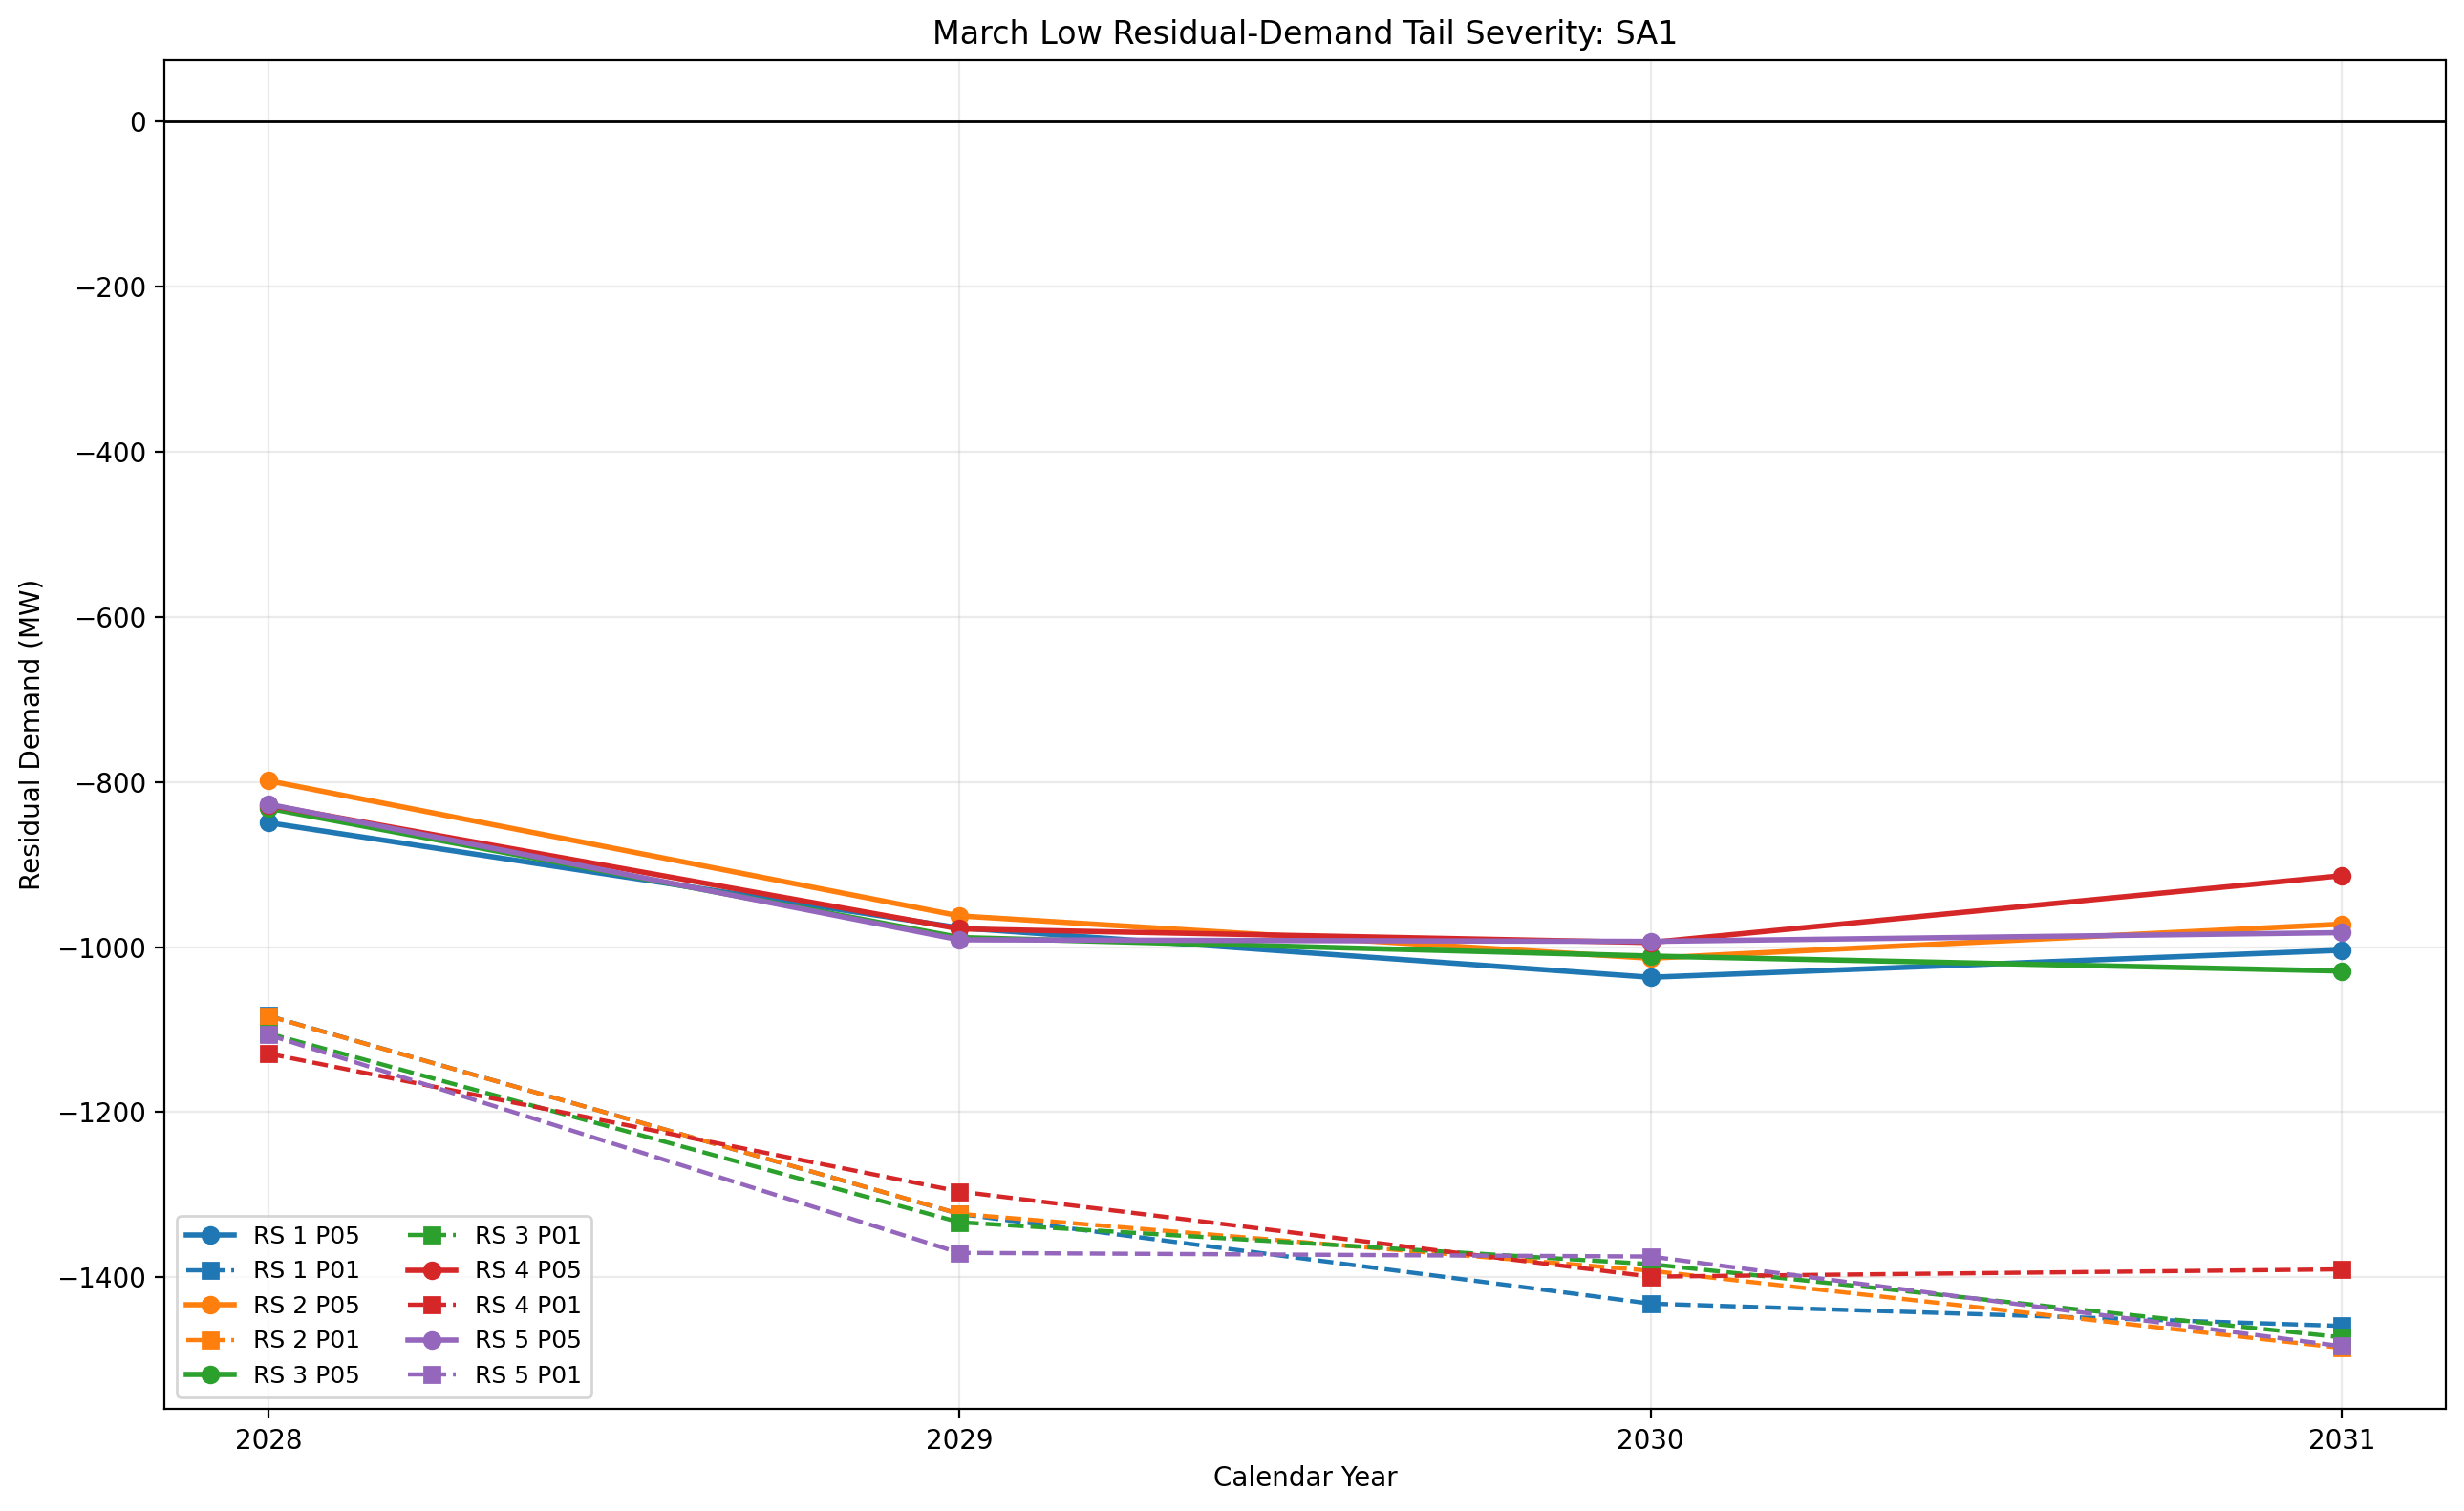 March Low Residual-Demand Tail Severity: SA1
Residual Demand (MW)
0
−200
−400
−600
−800
−1000
−1200
−1400
RS 1 P05
RS 1 P01
RS 2 P05
RS 2 P01
RS 3 P05
RS 3 P01
RS 4 P05
RS 4 P01
RS 5 P05
RS 5 P01
2028
2029
2030
2031
Calendar Year